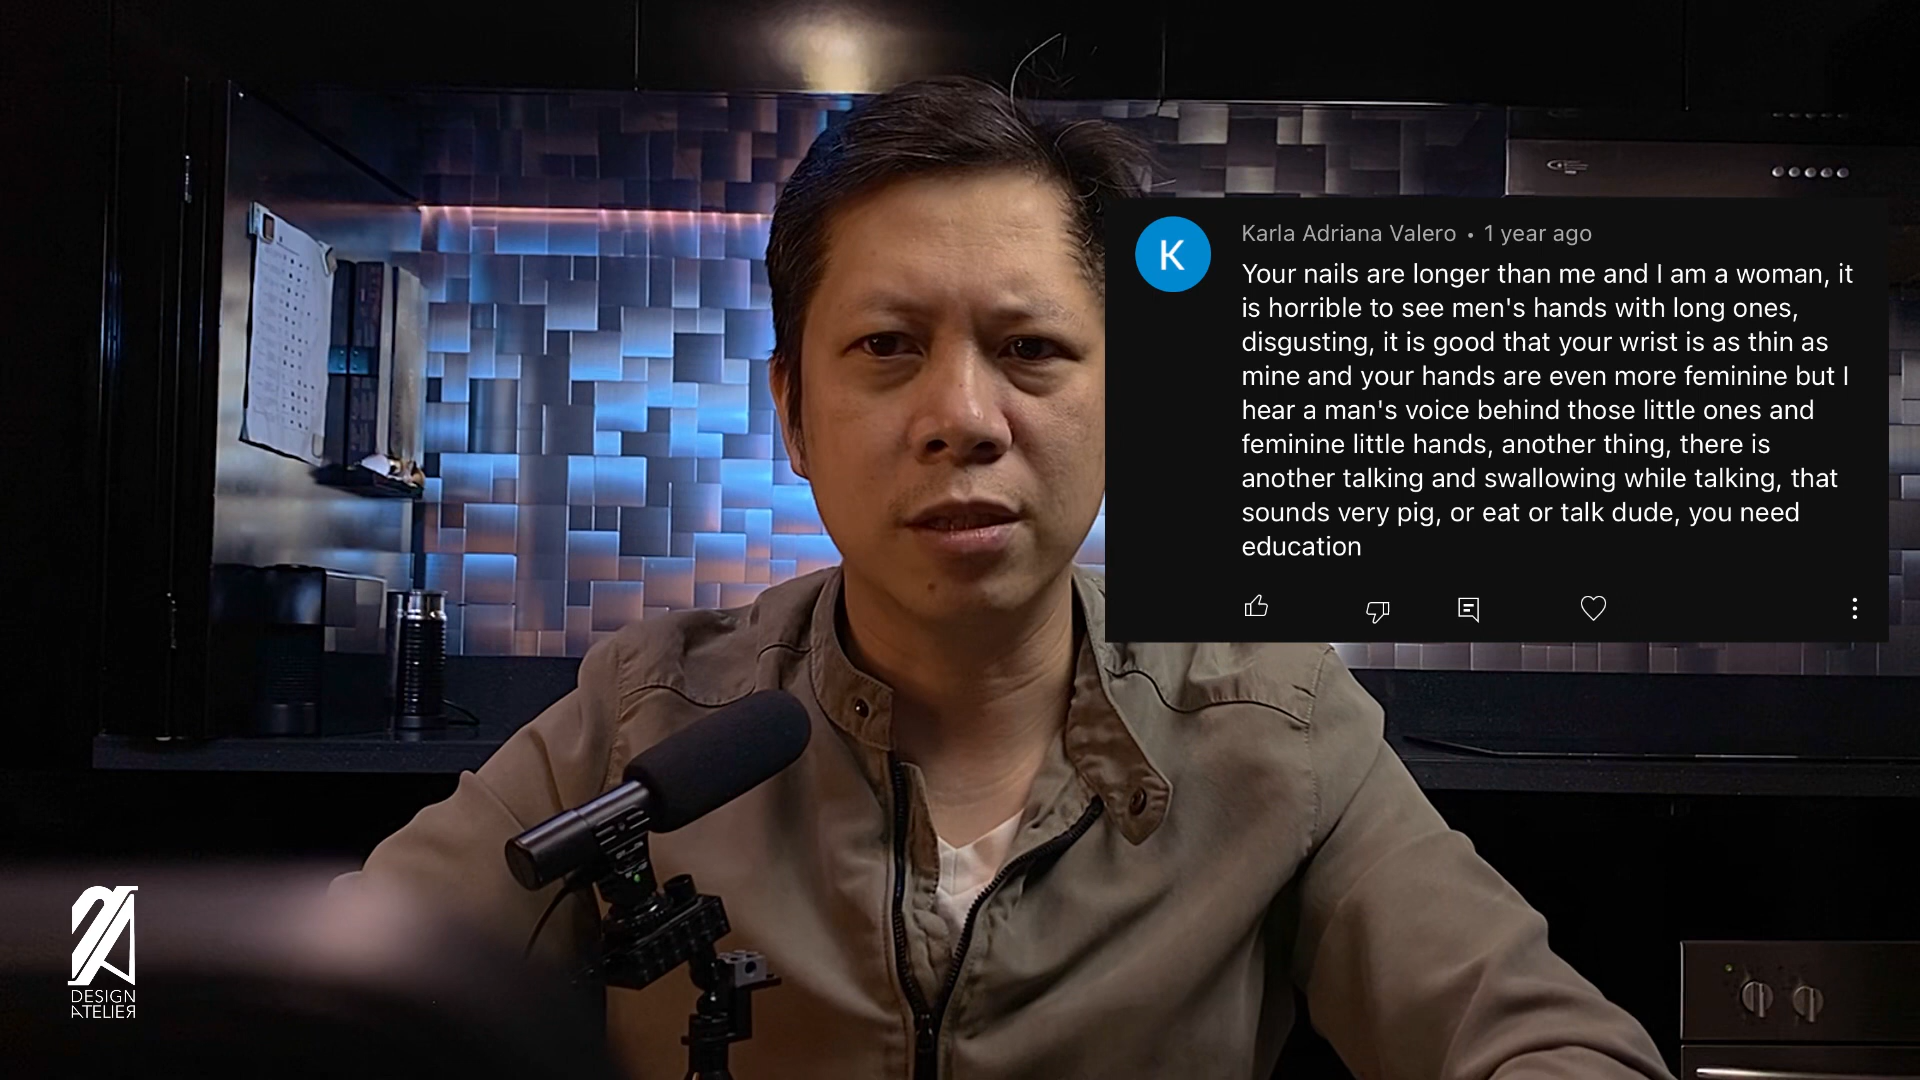 Karla Adriana Valero • 1 year ago
K
Your nails are longer than me and I am a woman, it
is horrible to see men's hands with long ones,
disgusting, it is good that your wrist is as thin as
mine and your hands are even more feminine but I
hear a man's voice behind those little ones and
feminine little hands, another thing, there is
another talking and swallowing while talking, that
sounds very pig, or eat or talk dude, you need
education
DESIGN
ATELIER